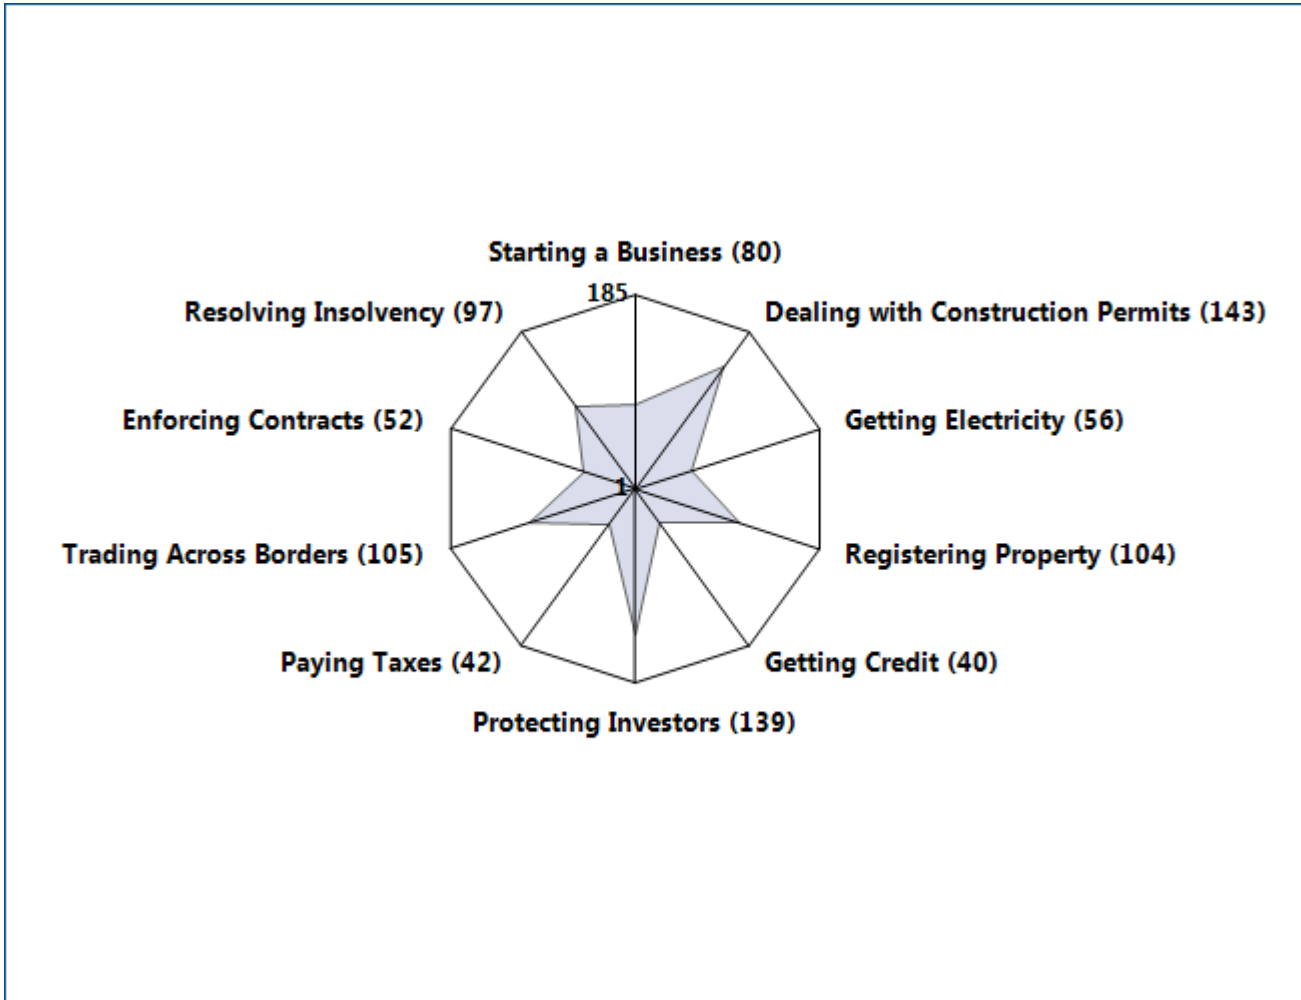 Starting a Business (80)
185
Resolving Insolvency (97)
Dealing with Construction Permits (143)
Enforcing Contracts (52)
Getting Electricity (56)
1
Trading Across Borders (105)
Registering Property (104)
Paying Taxes (42)
Getting Credit (40)
Protecting Investors (139)